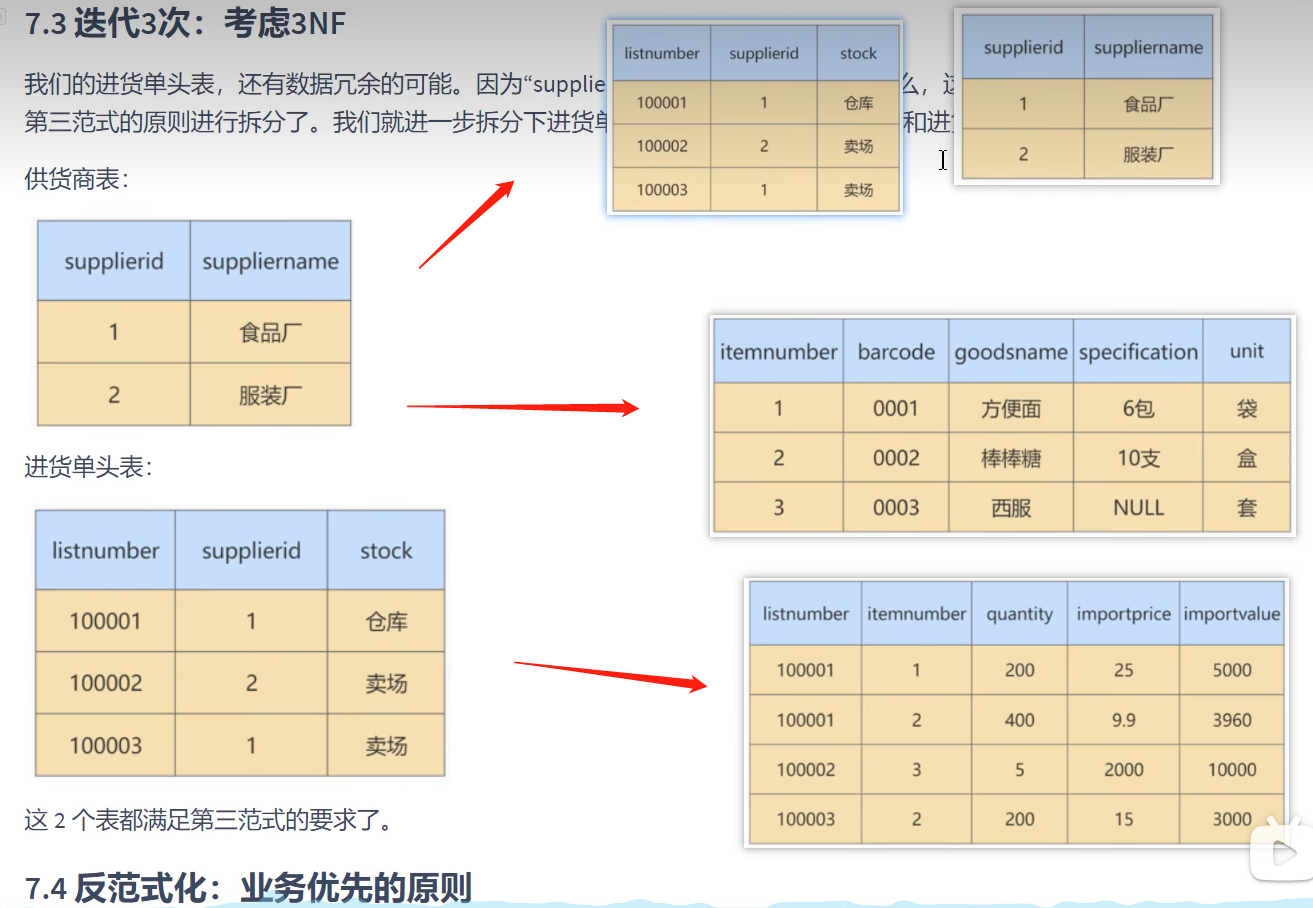 7.3 迭代3次：考虑3NF
我们的进货单头表，还有数据冗余的可能。因为“supplie
么，这
第三范式的原则进行拆分了。我们就进一步拆分下进货单
和进货
listnumber supplierid stock
100001 1 仓库
100002 2 卖场
100003 1 卖场
supplierid suppliername
1 食品厂
2 服装厂
供货商表：
supplierid suppliername
1 食品厂
2 服装厂
进货单头表：
listnumber supplierid stock
100001 1 仓库
100002 2 卖场
100003 1 卖场
这 2 个表都满足第三范式的要求了。
7.4 反范式化：业务优先的原则
itemnumber barcode goodsname specification unit
1 0001 方便面 6包 袋
2 0002 棒棒糖 10支 盒
3 0003 西服 NULL 套
listnumber itemnumber quantity importprice importvalue
100001 1 200 25 5000
100001 2 400 9.9 3960
100002 3 5 2000 10000
100003 2 200 15 3000